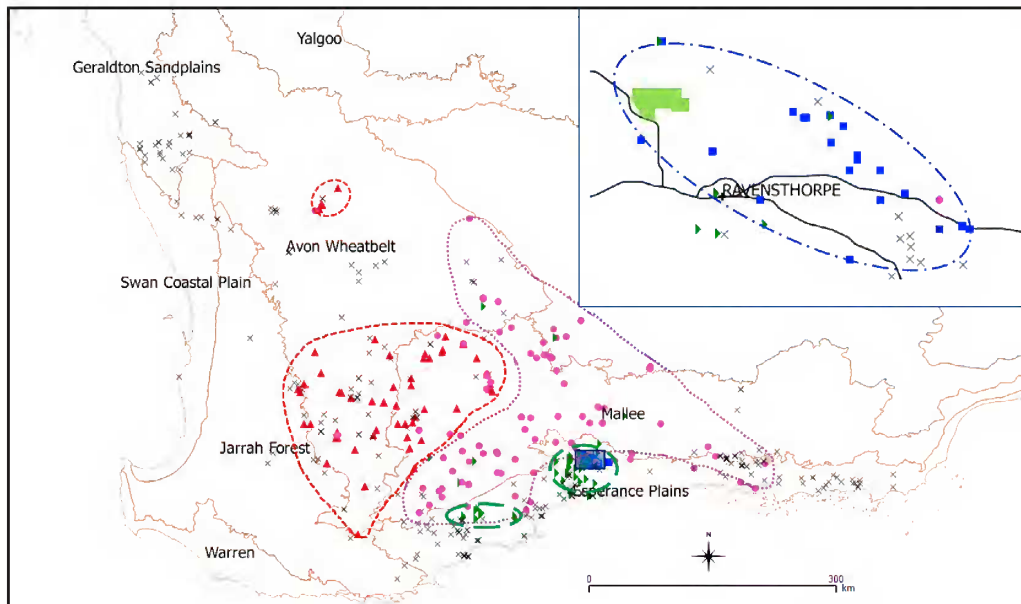 Yalgoo
Geraldton Sandplains
RAVENSTHORPE
Avon Wheatbelt
Swan Coastal Plain
Mallee
Jarrah Forest
Esperance Plains
Warren
N
0
300
km